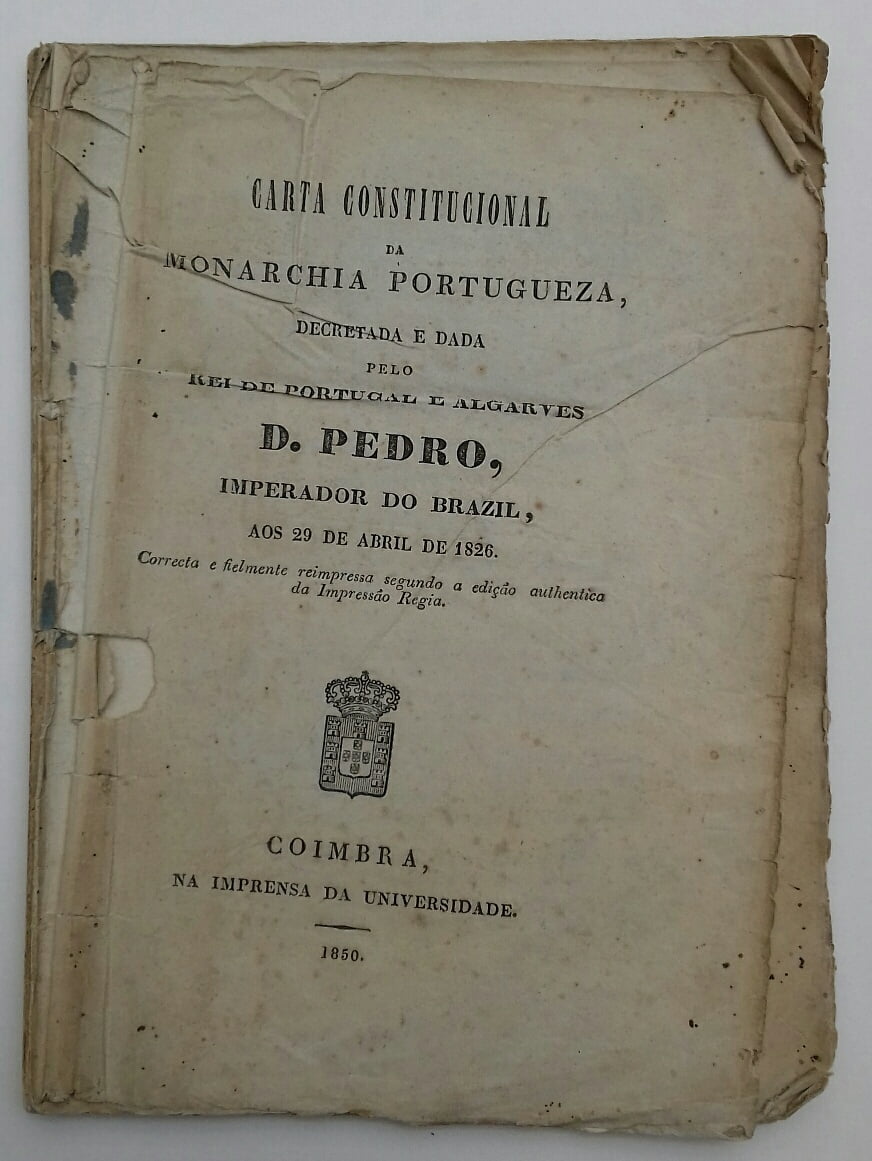 CARTA CONSTITUCIONAL
DA
MONARCHIA PORTUGUEZA,
DECRETADA E DADA
PELO
REI DE PORTUGAL E ALGARVES
D. PEDRO,
IMPERADOR DO BRAZIL,
AOS 29 DE ABRIL DE 1826.
Correcta e fielmente reimpressa segundo a edição authentica
da Impressão Regia.
COIMBRA,
NA IMPRENSA DA UNIVERSIDADE.
1850.